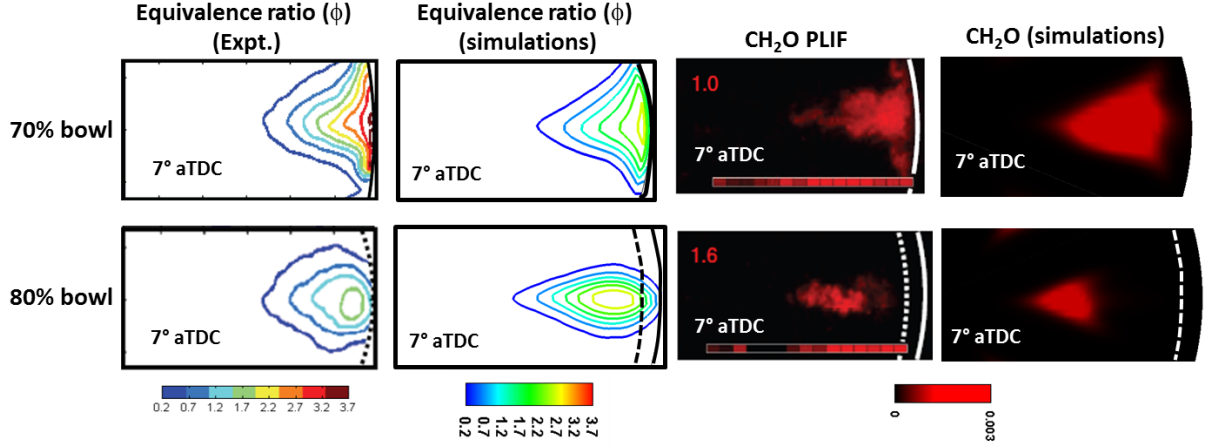 Equivalence ratio (ϕ)
(Expt.)
Equivalence ratio (ϕ)
(simulations)
CH₂O PLIF
CH₂O (simulations)
70% bowl
7° aTDC
7° aTDC
1.0
7° aTDC
7° aTDC
80% bowl
7° aTDC
7° aTDC
1.6
7° aTDC
7° aTDC
0.2 0.7 1.2 1.7 2.2 2.7 3.2 3.7
0.2 0.7 1.2 1.7 2.2 2.7 3.2 3.7
0 0.003